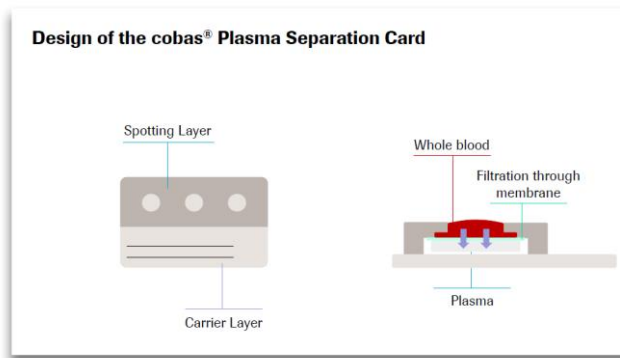 Design of the cobas® Plasma Separation Card
Spotting Layer
Carrier Layer
Whole blood
Filtration through
membrane
Plasma